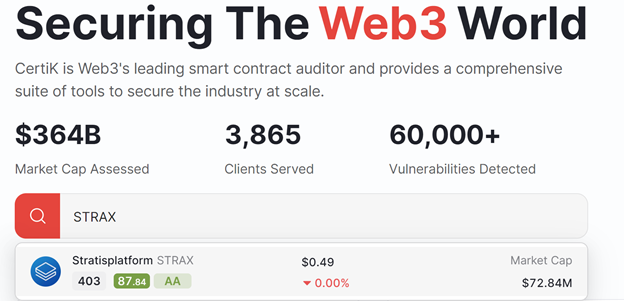 Securing The Web3 World
CertiK is Web3's leading smart contract auditor and provides a comprehensive
suite of tools to secure the industry at scale.
$364B 3,865 60,000+
Market Cap Assessed Clients Served Vulnerabilities Detected
STRAX
Stratisplatform STRAX $0.49 Market Cap
403 87.84 AA 0.00% $72.84M